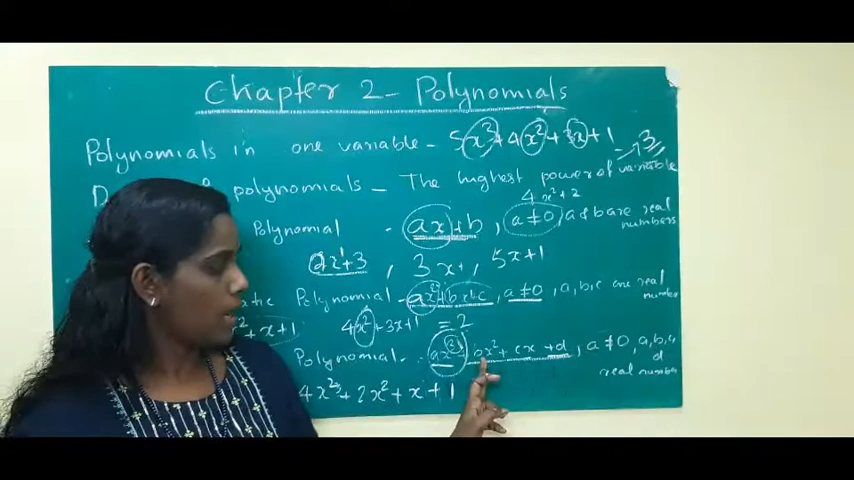 Chapter 2 - Polynomials
Polynomials in one variable - 5x³+4x²+3x+1 → 3
polynomials - The highest power of variable
4x²+2
Polynomial - ax+b, a≠0, a & b are real numbers
2x¹+3, 3x+, 5x+1
Polynomial - ax²+bx+c, a≠0, a,b,c are real number
4x²+3x+1 = 2
+x+1
Polynomial - ax³+bx²+cx+d, a≠0, a,b,c, d real number
+2x²+x+1